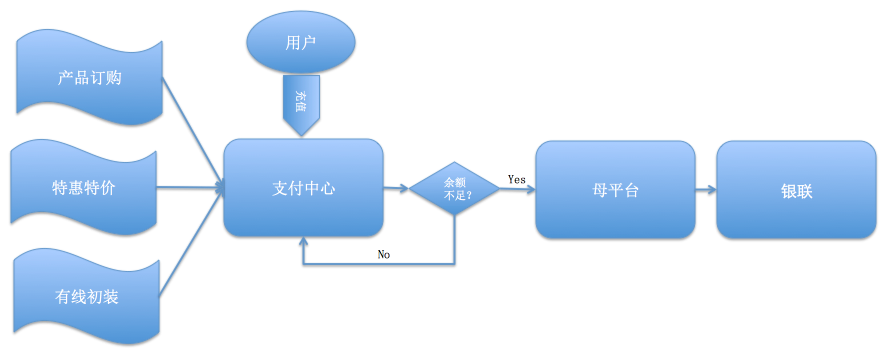 用户
产品订购
充值
特惠特价
支付中心
余额
不足?
Yes
母平台
银联
No
有线初装